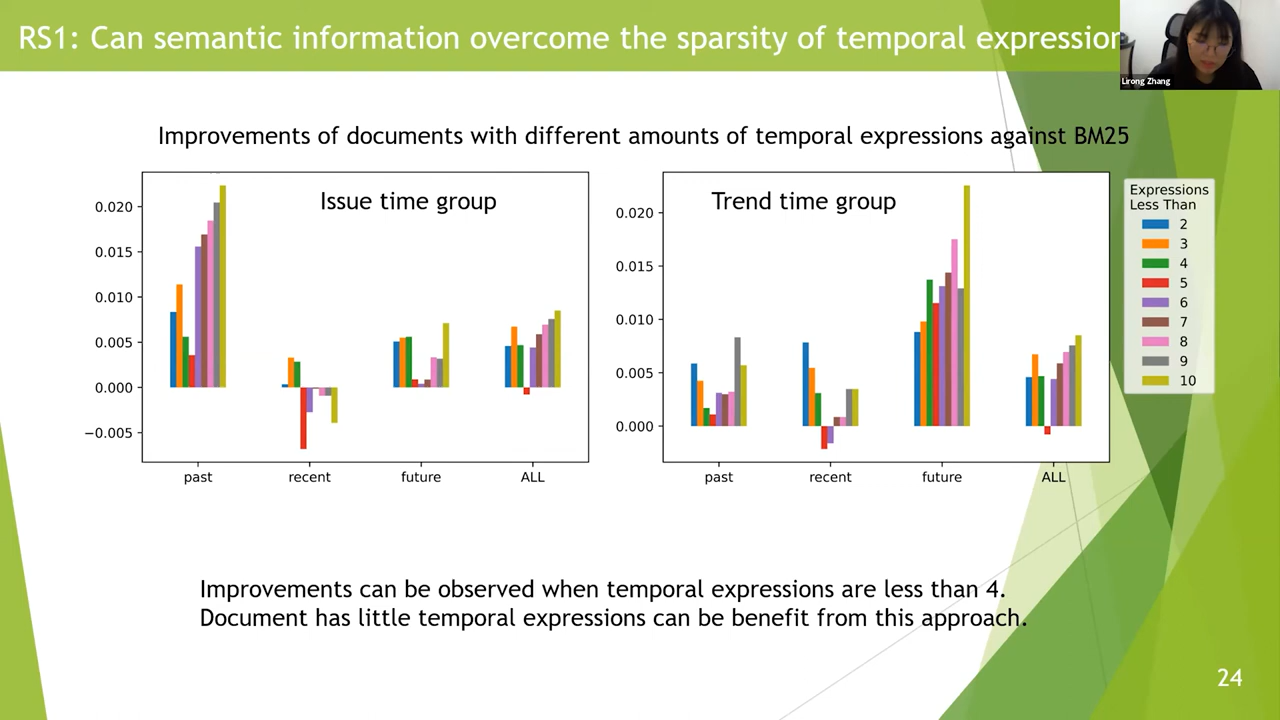 RS1: Can semantic information overcome the sparsity of temporal expression
Lirong Zhang
Improvements of documents with different amounts of temporal expressions against BM25
Issue time group
0.020
0.015
0.010
0.005
0.000
−0.005
past recent future ALL
Trend time group
0.020
0.015
0.010
0.005
0.000
past recent future ALL
Expressions
Less Than
2
3
4
5
6
7
8
9
10
Improvements can be observed when temporal expressions are less than 4.
Document has little temporal expressions can be benefit from this approach.
24